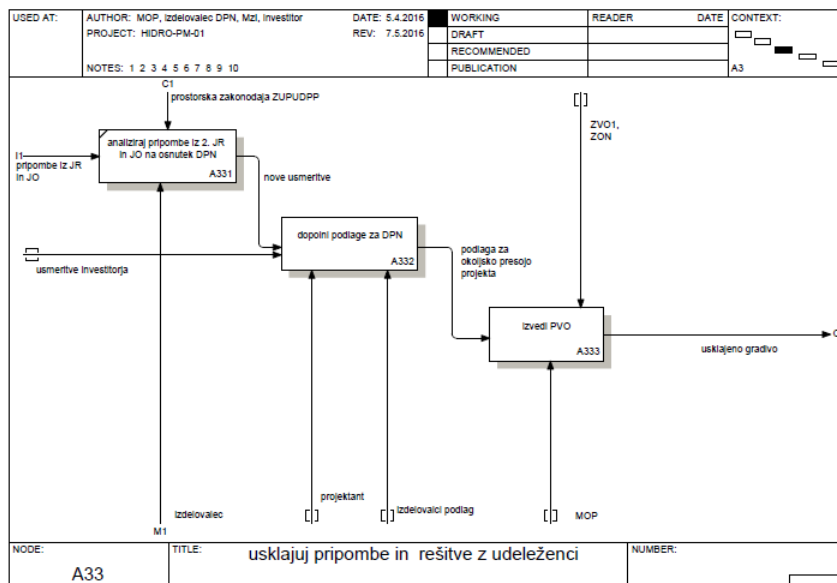 USED AT:
AUTHOR: MOP, izdelovalec DPN, MzI, investitor
DATE: 5.4.2016
WORKING
READER
DATE
CONTEXT:
PROJECT: HIDRO-PM-01
REV: 7.5.2016
DRAFT
RECOMMENDED
NOTES: 1 2 3 4 5 6 7 8 9 10
PUBLICATION
A3
C1
prostorska zakonodaja ZUPUDPP
ZVO1,
ZON
analiziraj pripombe iz 2. JR
in JO na osnutek DPN
A331
I1
pripombe iz JR
in JO
nove usmeritve
dopolni podlage za DPN
A332
usmeritve investitorja
podlaga za
okoljsko presojo
projekta
izvedi PVO
A333
usklajeno gradivo
projektant
izdelovalci podlag
izdelovalec
MOP
M1
NODE:
TITLE:
NUMBER:
usklajuj pripombe in rešitve z udeleženci
A33